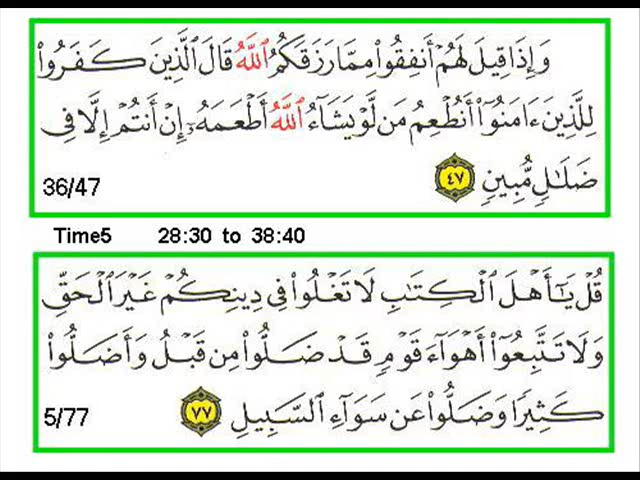 وَإِذَا قِيلَ لَهُمْ أَنفِقُوا۟ مِمَّا رَزَقَكُمُ ٱللَّهُ قَالَ ٱلَّذِينَ كَفَرُوا۟
لِلَّذِينَ ءَامَنُوٓا۟ أَنُطْعِمُ مَن لَّوْ يَشَآءُ ٱللَّهُ أَطْعَمَهُۥٓ إِنْ أَنتُمْ إِلَّا فِى
ضَلَـٰلٍ مُّبِينٍ ٤٧
36/47
Time5 28:30 to 38:40
قُلْ يَـٰٓأَهْلَ ٱلْكِتَـٰبِ لَا تَغْلُوا۟ فِى دِينِكُمْ غَيْرَ ٱلْحَقِّ
وَلَا تَتَّبِعُوٓا۟ أَهْوَآءَ قَوْمٍ قَدْ ضَلُّوا۟ مِن قَبْلُ وَأَضَلُّوا۟
كَثِيرًا وَضَلُّوا۟ عَن سَوَآءِ ٱلسَّبِيلِ ٧٧
5/77